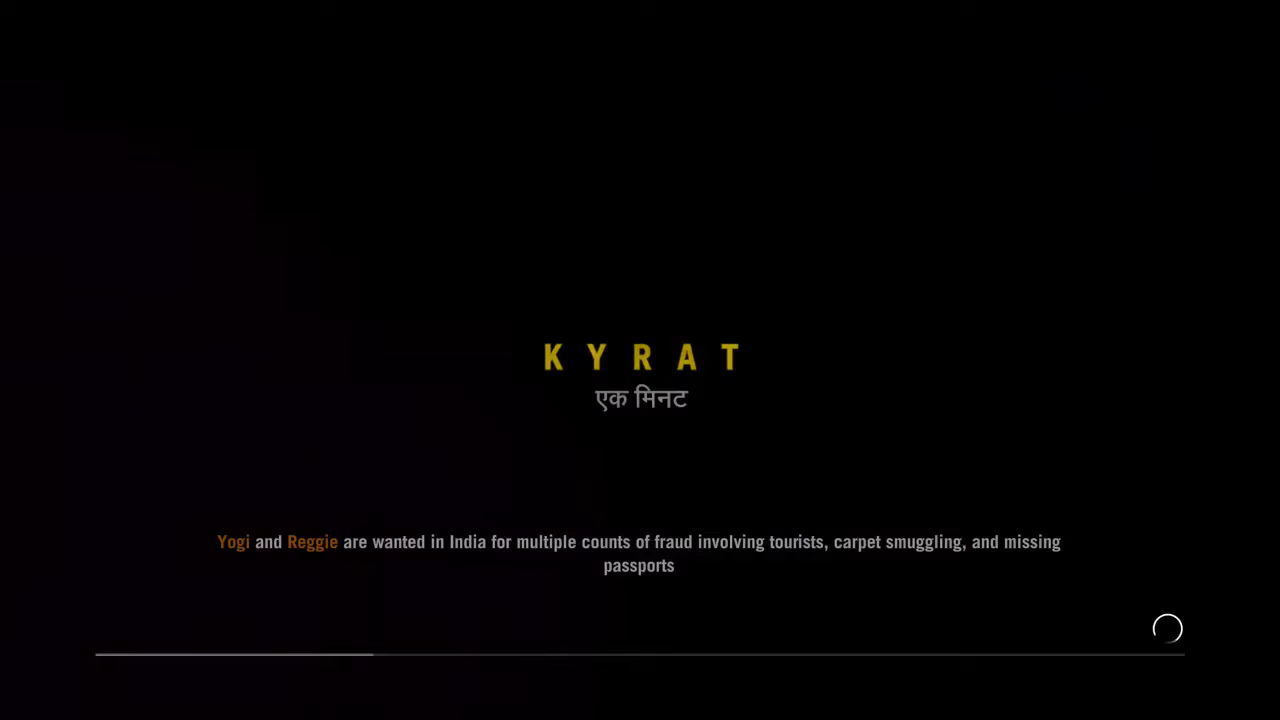 KYRAT
एक मिनट
Yogi and Reggie are wanted in India for multiple counts of fraud involving tourists, carpet smuggling, and missing
passports